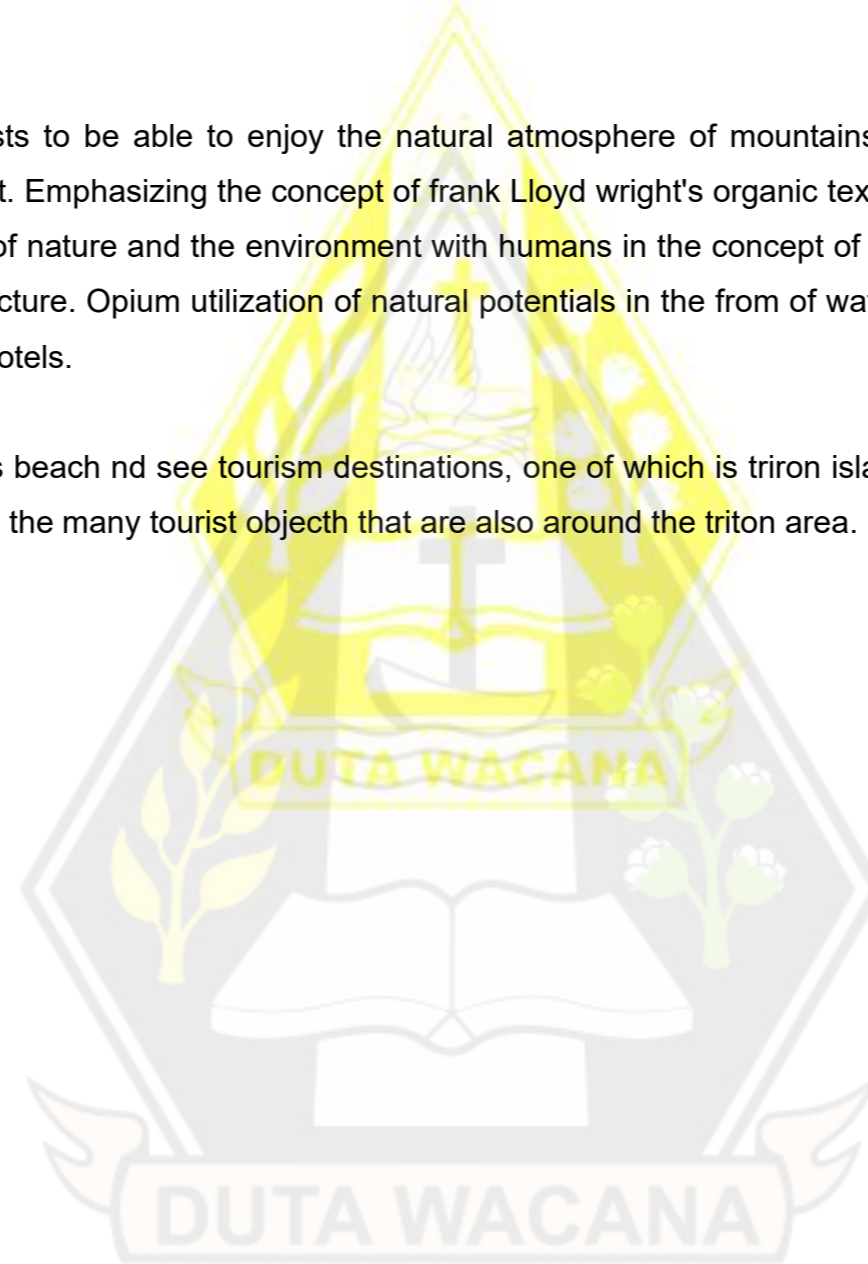 sts to be able to enjoy the natural atmosphere of mountains
t. Emphasizing the concept of frank Lloyd wright's organic tex
of nature and the environment with humans in the concept of
cture. Opium utilization of natural potentials in the from of wa
otels.
s beach nd see tourism destinations, one of which is triron isla
the many tourist objecth that are also around the triton area.
DUTA WACANA
DUTA WACANA